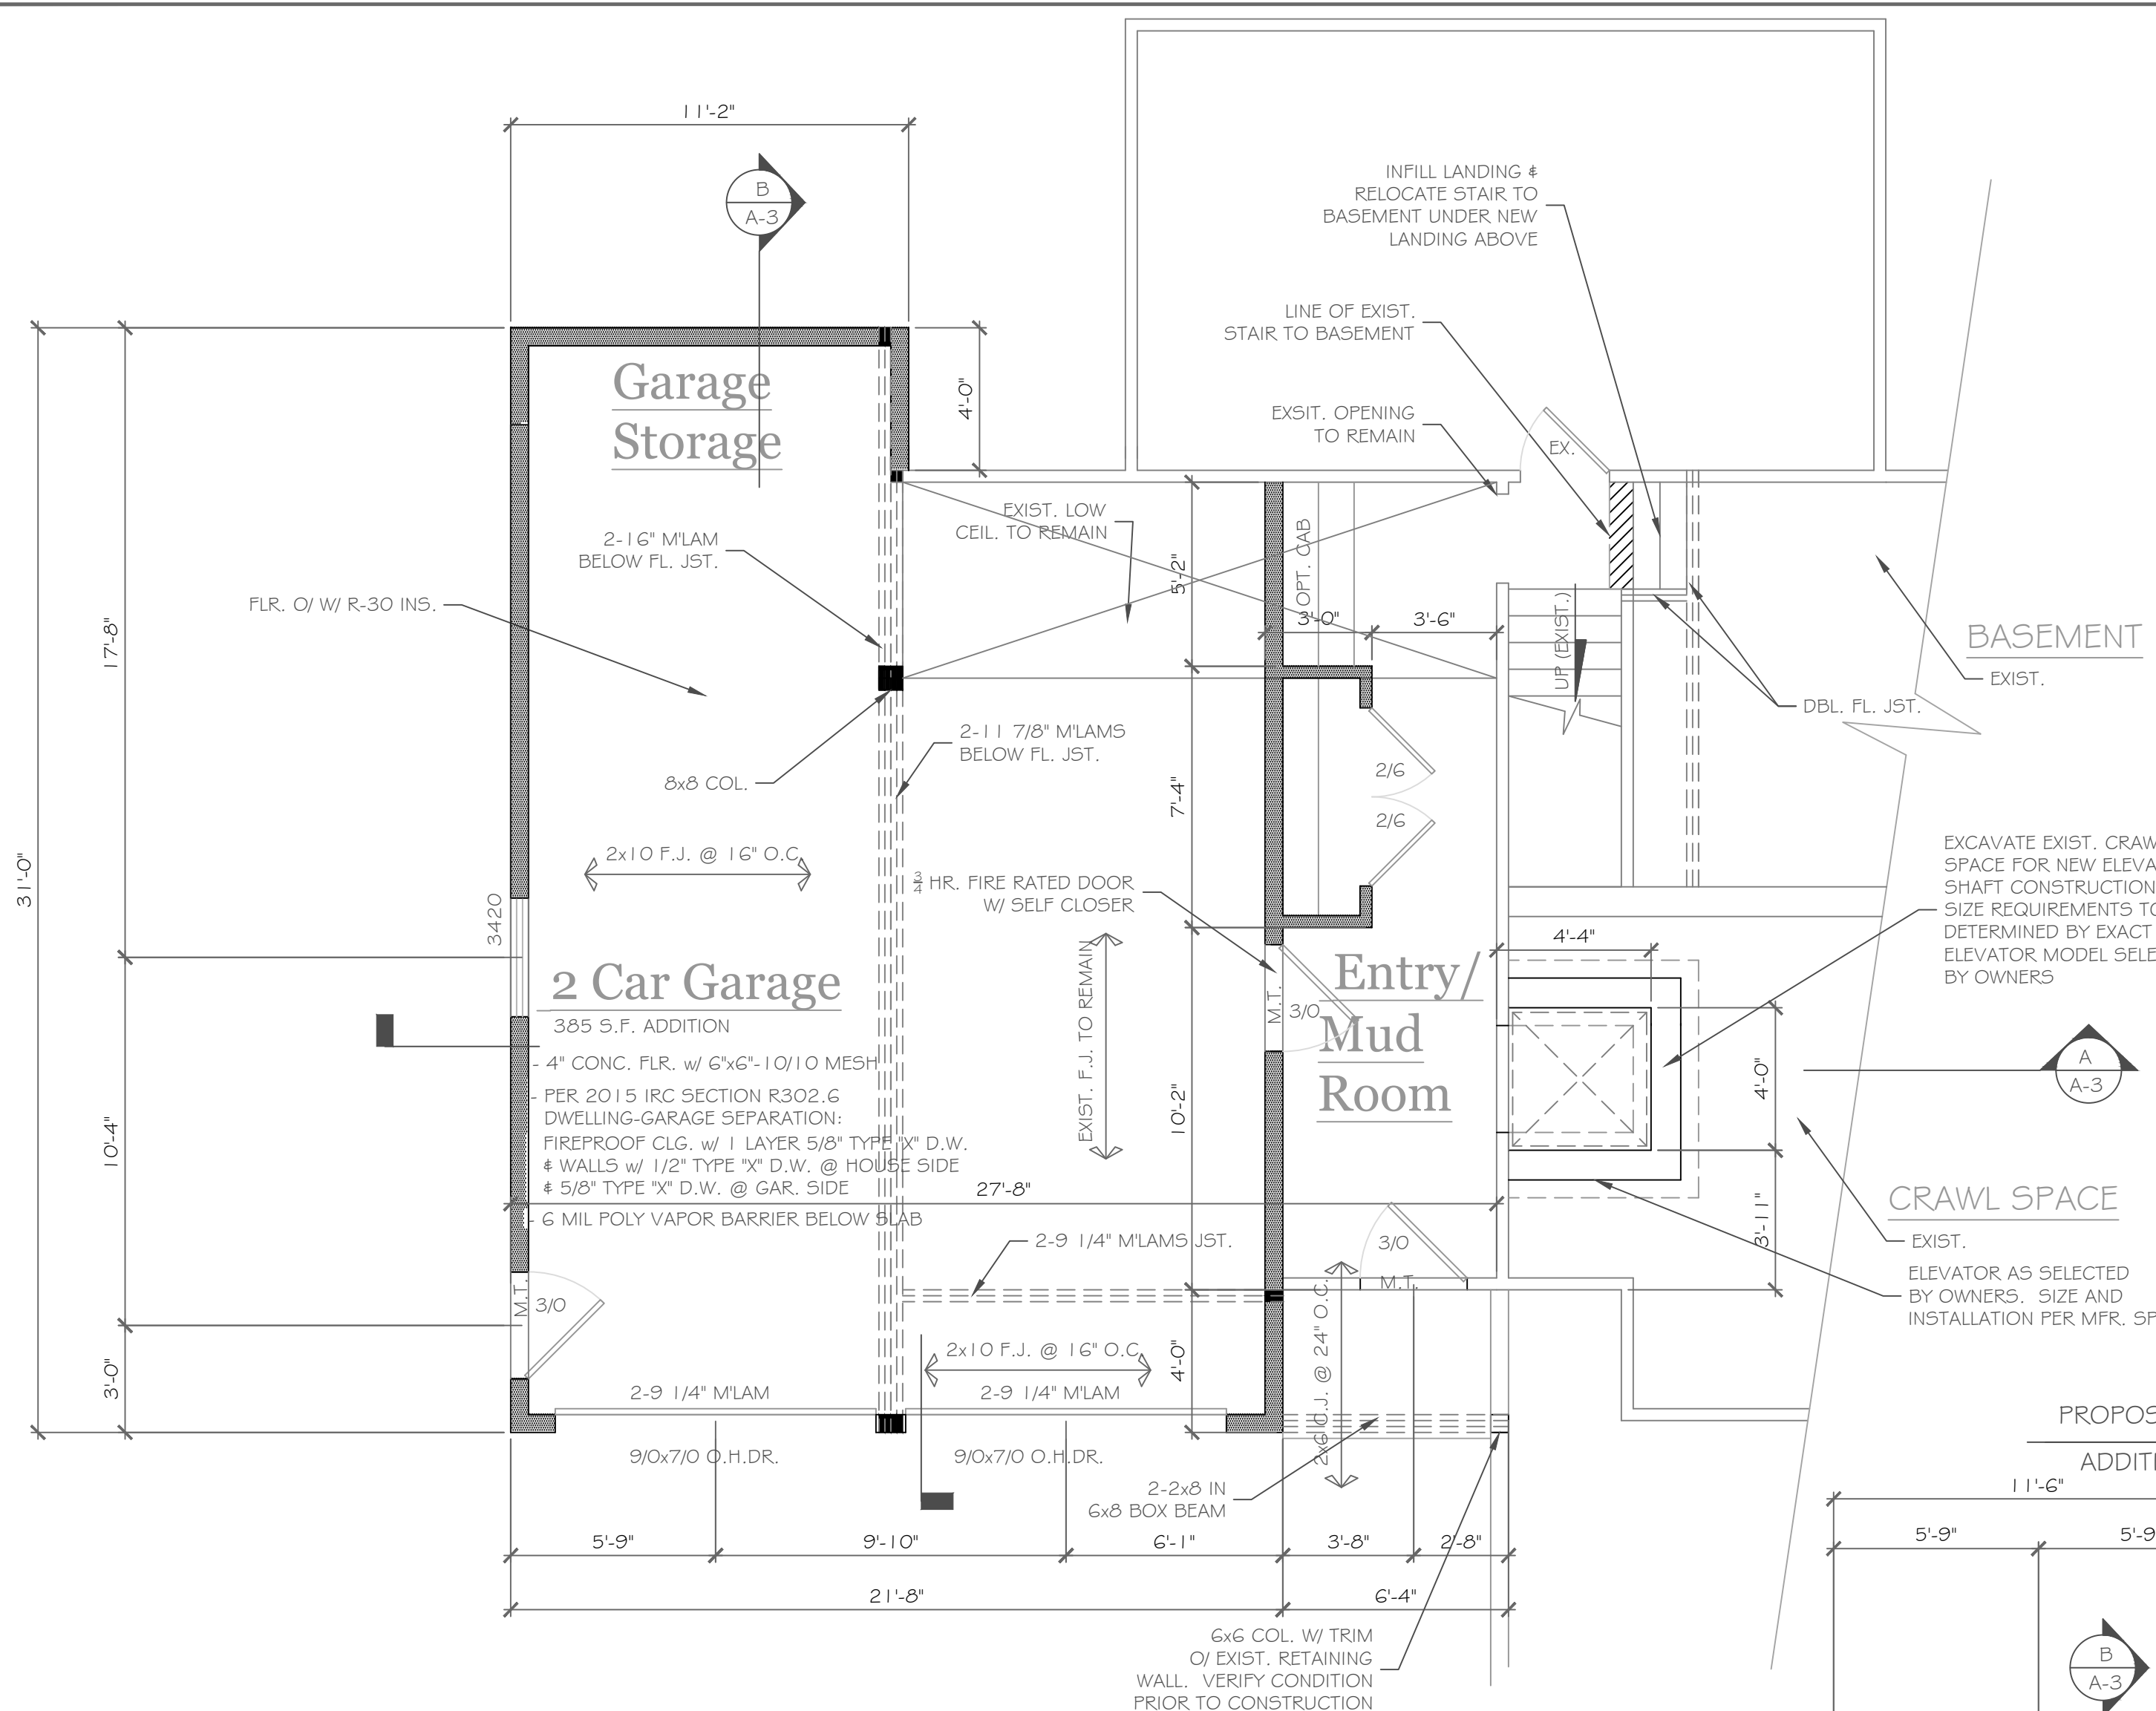 11'-2"
B
A-3
INFILL LANDING &
RELOCATE STAIR TO
BASEMENT UNDER NEW
LANDING ABOVE
LINE OF EXIST.
STAIR TO BASEMENT
Garage
Storage
4'-0"
EXSIT. OPENING
TO REMAIN
EX.
EXIST. LOW
CEIL. TO REMAIN
2-16" M'LAM
BELOW FL. JST.
5'-2"
OPT. CAB
FLR. O/ W/ R-30 INS.
3'-0"
3'-6"
UP (EXIST.)
17'-8"
BASEMENT
EXIST.
DBL. FL. JST.
2-11 7/8" M'LAMS
BELOW FL. JST.
8x8 COL.
2/6
7'-4"
2/6
31'-0"
2x10 F.J. @ 16" O.C.
3/4 HR. FIRE RATED DOOR
W/ SELF CLOSER
3420
EXCAVATE EXIST. CRAW
SPACE FOR NEW ELEVA
SHAFT CONSTRUCTION
SIZE REQUIREMENTS TO
DETERMINED BY EXACT
ELEVATOR MODEL SELE
BY OWNERS
4'-4"
2 Car Garage
385 S.F. ADDITION
EXIST. F.J. TO REMAIN
M.T.
3/0
Entry/
Mud
Room
- 4" CONC. FLR. w/ 6"x6"-10/10 MESH
- PER 2015 IRC SECTION R302.6
DWELLING-GARAGE SEPARATION:
FIREPROOF CLG. w/ 1 LAYER 5/8" TYPE "X" D.W.
& WALLS w/ 1/2" TYPE "X" D.W. @ HOUSE SIDE
& 5/8" TYPE "X" D.W. @ GAR. SIDE
- 6 MIL POLY VAPOR BARRIER BELOW SLAB
10'-4"
10'-2"
4'-0"
A
A-3
27'-8"
3'-11"
CRAWL SPACE
EXIST.
2-9 1/4" M'LAMS JST.
3/0
M.T.
ELEVATOR AS SELECTED
BY OWNERS. SIZE AND
INSTALLATION PER MFR. SP
M.T.
3/0
2x10 F.J. @ 16" O.C.
2x6 C.J. @ 24" O.C.
3'-0"
4'-0"
2-9 1/4" M'LAM
2-9 1/4" M'LAM
9/0x7/0 O.H.DR.
9/0x7/0 O.H.DR.
PROPOS
ADDITI
2-2x8 IN
6x8 BOX BEAM
11'-6"
5'-9"
9'-10"
6'-1"
3'-8"
2'-8"
5'-9"
5'-9
21'-8"
6'-4"
6x6 COL. W/ TRIM
O/ EXIST. RETAINING
WALL. VERIFY CONDITION
PRIOR TO CONSTRUCTION
B
A-3